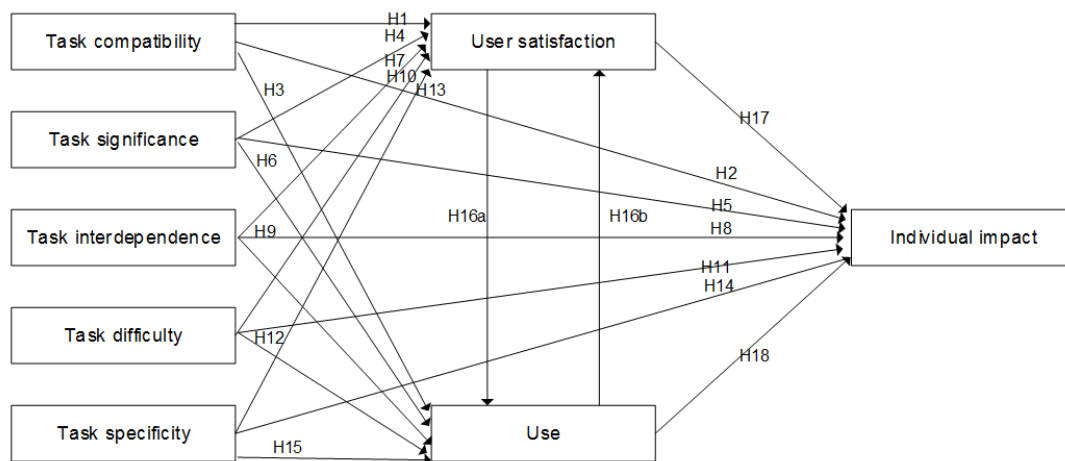 Task compatibility
User satisfaction
H1
H4
H7
H10
H13
H3
H17
Task significance
H6
H2
H5
Task interdependence
H9
H16a
H16b
H8
Individual impact
H11
H14
Task difficulty
H12
H18
Task specificity
Use
H15